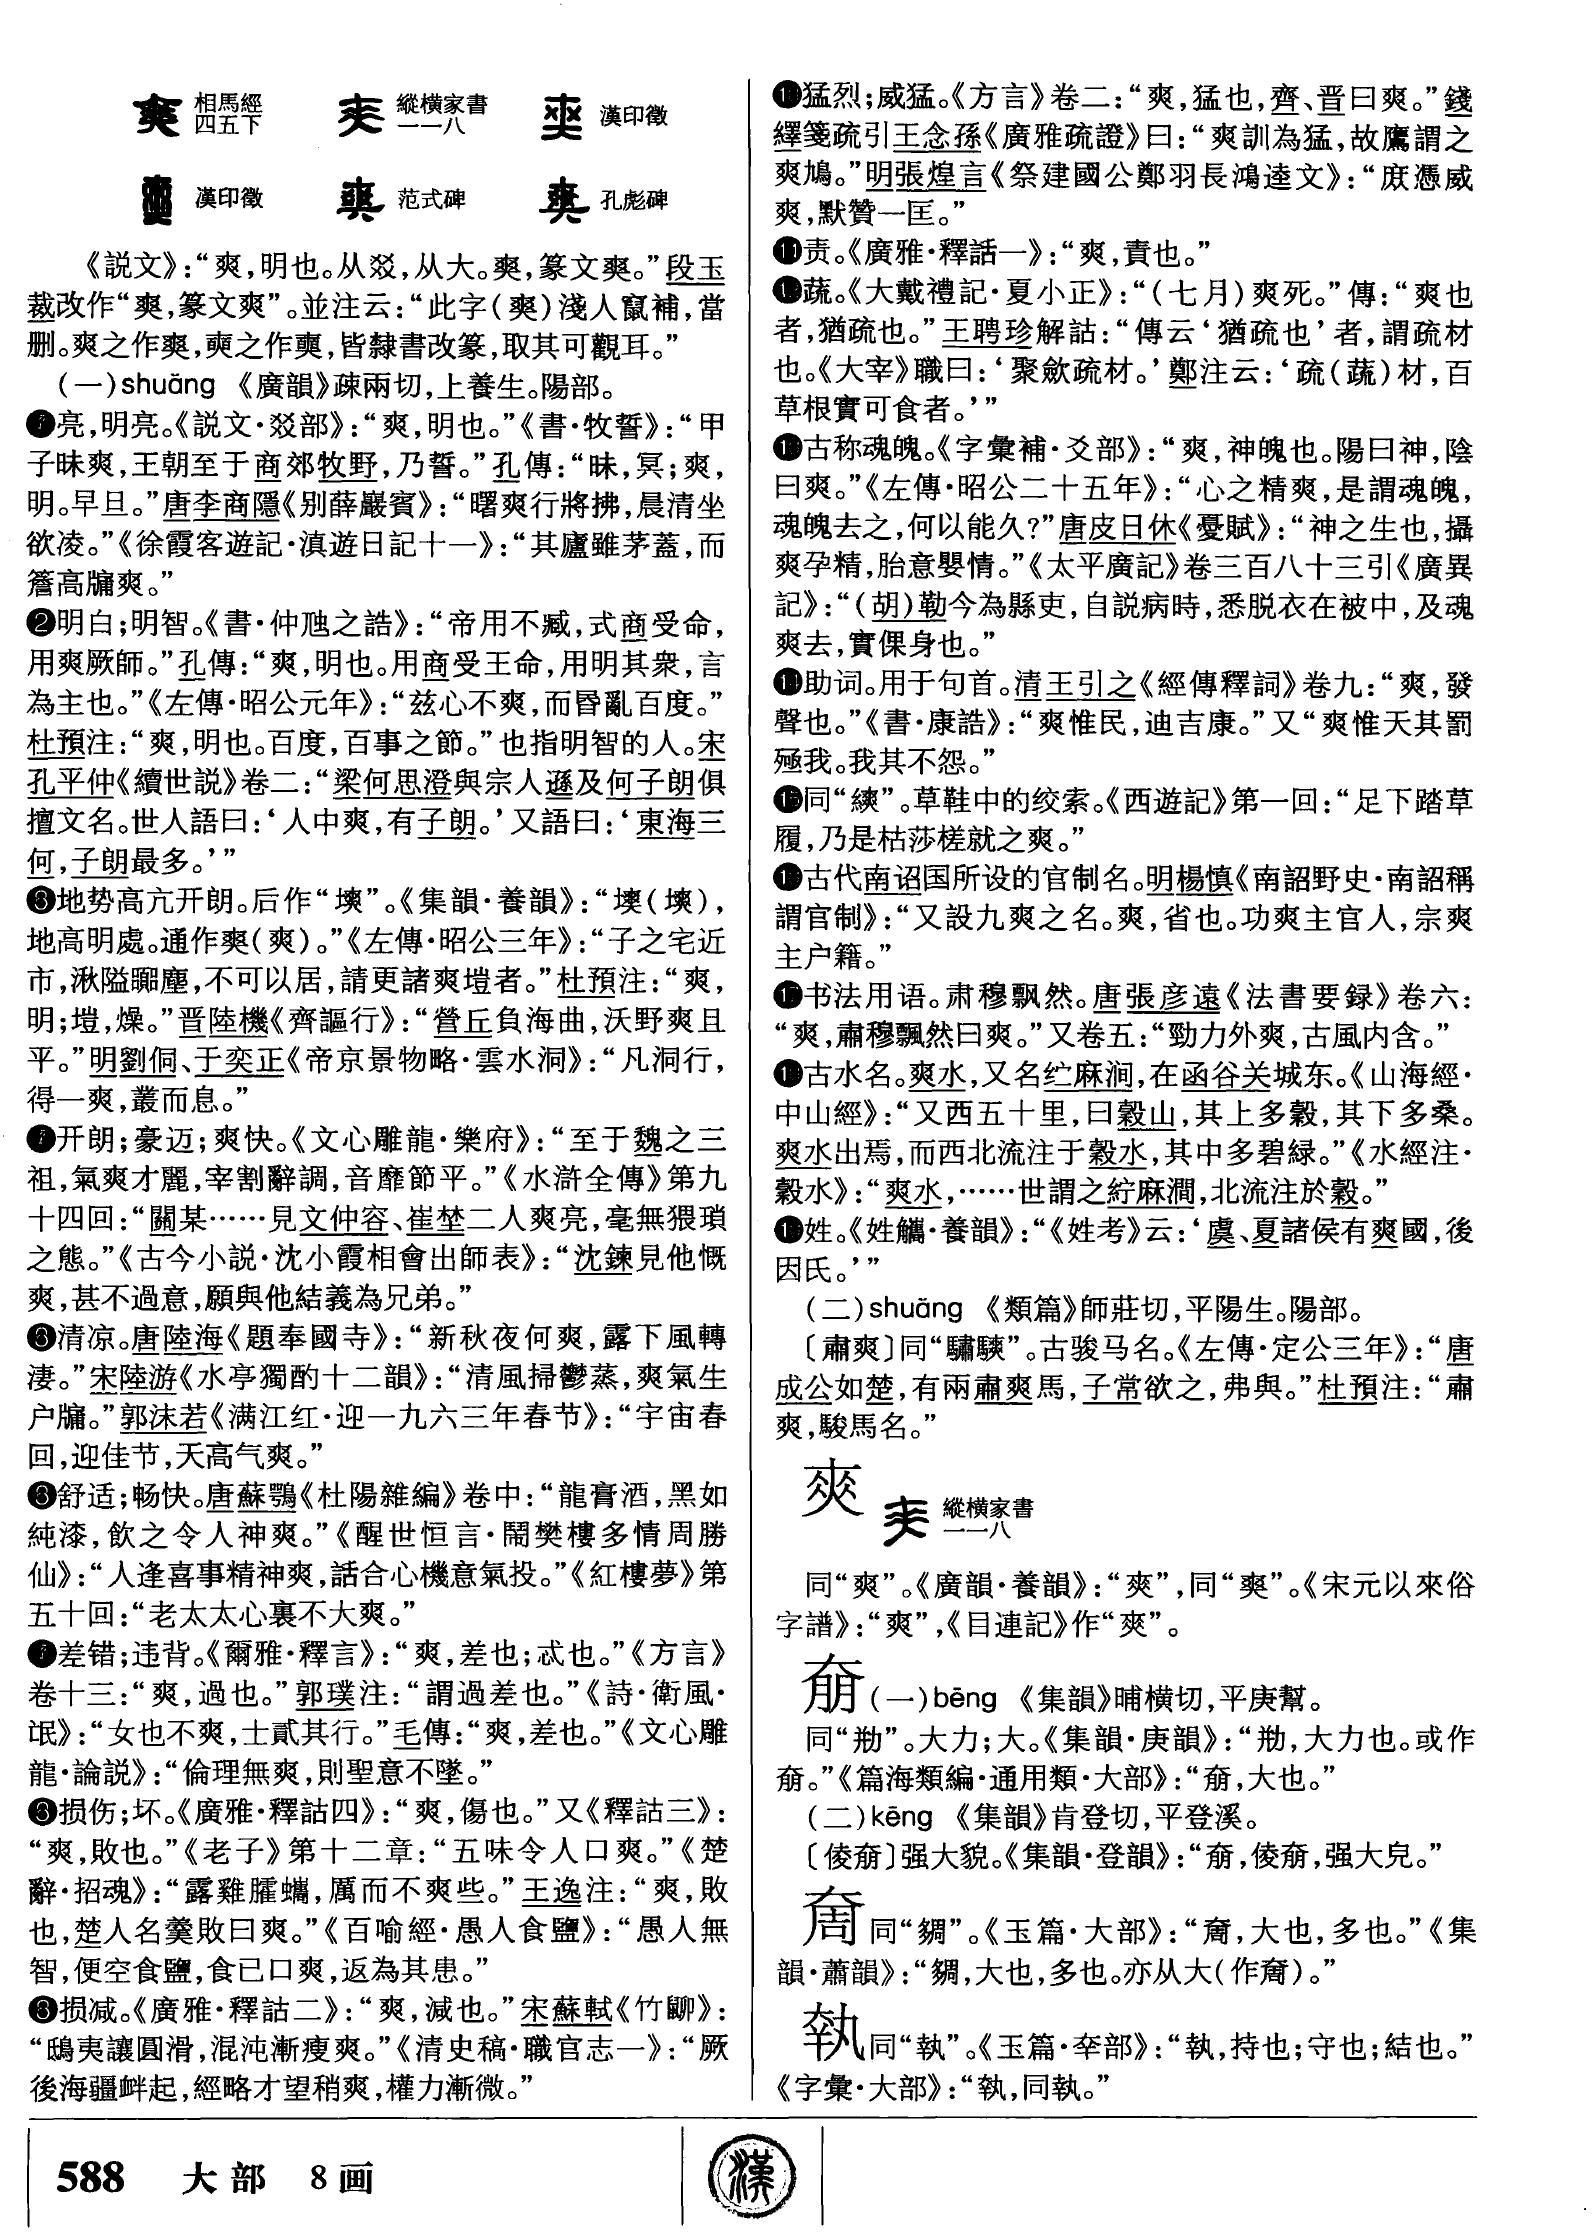 相馬經
四五下
縱横家書
一一八
漢印徵
漢印徵
范式碑
孔彪碑
《説文》：“爽，明也。从㸚，从大。奭，篆文爽。”段玉
裁改作“爽，篆文爽”。並注云：“此字(奭)淺人竄補，當
删。爽之作奭，奭之作奭，皆隸書改篆，取其可觀耳。”
(一)shuǎng 《廣韻》疎兩切，上養生。陽部。
❶亮，明亮。《説文·㸚部》：“爽，明也。”《書·牧誓》：“甲
子昧爽，王朝至于商郊牧野，乃誓。”孔傳：“昧，冥；爽，
明。早旦。”唐李商隱《别薛巖賓》：“曙爽行將拂，晨清坐
欲凌。”《徐霞客遊記·滇遊日記十一》：“其廬雖茅蓋，而
簷高牗爽。”
❷明白；明智。《書·仲虺之誥》：“帝用不臧，式商受命，
用爽厥師。”孔傳：“爽，明也。用商受王命，用明其衆，言
為主也。”《左傳·昭公元年》：“兹心不爽，而昬亂百度。”
杜預注：“爽，明也。百度，百事之節。”也指明智的人。宋
孔平仲《續世説》卷二：“梁何思澄與宗人遜及何子朗俱
擅文名。世人語曰：‘人中爽，有子朗。’又語曰：‘東海三
何，子朗最多。’”
❸地势高亢开朗。后作“塽”。《集韻·養韻》：“塽(塽)，
地高明處。通作奭(爽)。”《左傳·昭公三年》：“子之宅近
市，湫隘嚻塵，不可以居，請更諸爽塏者。”杜預注：“爽，
明；塏，燥。”晋陸機《齊謳行》：“營丘負海曲，沃野爽且
平。”明劉侗、于奕正《帝京景物略·雲水洞》：“凡洞行，
得一爽，叢而息。”
開朗；豪迈；爽快。《文心雕龍·樂府》：“至于魏之三
祖，氣爽才麗，宰割辭調，音靡節平。”《水滸全傳》第九
十四回：“關某……見文仲容、崔埜二人爽亮，毫無猥瑣
之態。”《古今小説·沈小霞相會出師表》：“沈鍊見他慨
爽，甚不過意，願與他結義為兄弟。”
清凉。唐陸海《題奉國寺》：“新秋夜何爽，露下風轉
淒。”宋陸游《水亭獨酌十二韻》：“清風掃鬱蒸，爽氣生
户牗。”郭沫若《满江红·迎一九六三年春节》：“宇宙春
回，迎佳节，天高气爽。”
舒适；畅快。唐蘇鶚《杜陽雜編》卷中：“龍膏酒，黑如
純漆，飲之令人神爽。”《醒世恒言·鬧樊樓多情周勝
仙》：“人逢喜事精神爽，話合心機意氣投。”《紅樓夢》第
五十回：“老太太心裏不大爽。”
差错；违背。《爾雅·釋言》：“爽，差也；忒也。”《方言》
卷十三：“爽，過也。”郭璞注：“謂過差也。”《詩·衛風·
氓》：“女也不爽，士貳其行。”毛傳：“爽，差也。”《文心雕
龍·論説》：“倫理無爽，則聖意不墜。”
损伤；坏。《廣雅·釋詁四》：“爽，傷也。”又《釋詁三》：
“爽，敗也。”《老子》第十二章：“五味令人口爽。”《楚
辭·招魂》：“露雞臛蠵，厲而不爽些。”王逸注：“爽，敗
也，楚人名羹敗曰爽。”《百喻經·愚人食鹽》：“愚人無
智，便空食鹽，食已口爽，返為其患。”
损减。《廣雅·釋詁二》：“爽，減也。”宋蘇軾《竹䶉》：
“鴟夷讓圓滑，混沌漸瘦爽。”《清史稿·職官志一》：“厥
後海疆衅起，經略才望稍爽，權力漸微。”
猛烈；威猛。《方言》卷二：“爽，猛也，齊、晋曰爽。”錢
繹箋疏引王念孫《廣雅疏證》曰：“爽訓為猛，故鷹謂之
爽鳩。”明張煌言《祭建國公鄭羽長鴻逵文》：“庶憑威
爽，默贊一匡。”
⓫责。《廣雅·釋詁一》：“爽，責也。”
蔬。《大戴禮記·夏小正》：“(七月)爽死。”傳：“爽也
者，猶疏也。”王聘珍解詁：“傳云‘猶疏也’者，謂疏材
也。《大宰》職曰：‘聚歛疏材。’鄭注云：‘疏(蔬)材，百
草根實可食者。’”
古称魂魄。《字彙補·爻部》：“爽，神魄也。陽曰神，陰
曰爽。”《左傳·昭公二十五年》：“心之精爽，是謂魂魄，
魂魄去之，何以能久?”唐皮日休《憂賦》：“神之生也，攝
爽孕精，胎意嬰情。”《太平廣記》卷三百八十三引《廣異
記》：“(胡)勒今為縣吏，自説病時，悉脱衣在被中，及魂
爽去，實倮身也。”
助词。用于句首。清王引之《經傳釋詞》卷九：“爽，發
聲也。”《書·康誥》：“爽惟民，迪吉康。”又“爽惟天其罰
殛我。我其不怨。”
同“䋽”。草鞋中的绞索。《西遊記》第一回：“足下踏草
履，乃是枯莎槎就之爽。”
古代南诏国所设的官制名。明楊慎《南詔野史·南詔稱
謂官制》：“又設九爽之名。爽，省也。功爽主官人，宗爽
主户籍。”
书法用语。肃穆飘然。唐張彦遠《法書要録》卷六：
“爽，肅穆飄然曰爽。”又卷五：“勁力外爽，古風内含。”
古水名。爽水，又名纻麻涧，在函谷关城东。《山海經·
中山經》：“又西五十里，曰穀山，其上多穀，其下多桑。
爽水出焉，而西北流注于穀水，其中多碧緑。”《水經注·
穀水》：“爽水，……世謂之紵麻澗，北流注於穀。”
姓。《姓觿·養韻》：“《姓考》云：‘虞、夏諸侯有爽國，後
因氏。’”
(二)shuāng 《類篇》師莊切，平陽生。陽部。
〔肅爽〕同“驌驦”。古骏马名。《左傳·定公三年》：“唐
成公如楚，有兩肅爽馬，子常欲之，弗與。”杜預注：“肅
爽，駿馬名。”
㸈 縱横家書
一一八
同“爽”。《廣韻·養韻》：“㸈”，同“爽”。《宋元以來俗
字譜》：“爽”，《目連記》作“㸈”。
奟(一)bēng 《集韻》晡横切，平庚幫。
同“㔙”。大力；大。《集韻·庚韻》：“㔙，大力也。或作
奟。”《篇海類編·通用類·大部》：“奟，大也。”
(二)kēng 《集韻》肯登切，平登溪。
〔倰奟〕强大貌。《集韻·登韻》：“奟，倰奟，强大皃。”
奝同“䎂”。《玉篇·大部》：“奝，大也，多也。”《集
韻·蕭韻》：“䎂，大也，多也。亦从大(作奝)。”
㚔同“執”。《玉篇·㚔部》：“執，持也；守也；結也。”
《字彙·大部》：“㚔，同執。”
588 大部 8画
漢